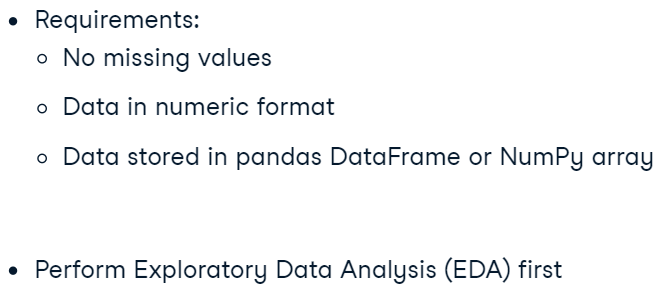 • Requirements:
◦ No missing values
◦ Data in numeric format
◦ Data stored in pandas DataFrame or NumPy array
• Perform Exploratory Data Analysis (EDA) first